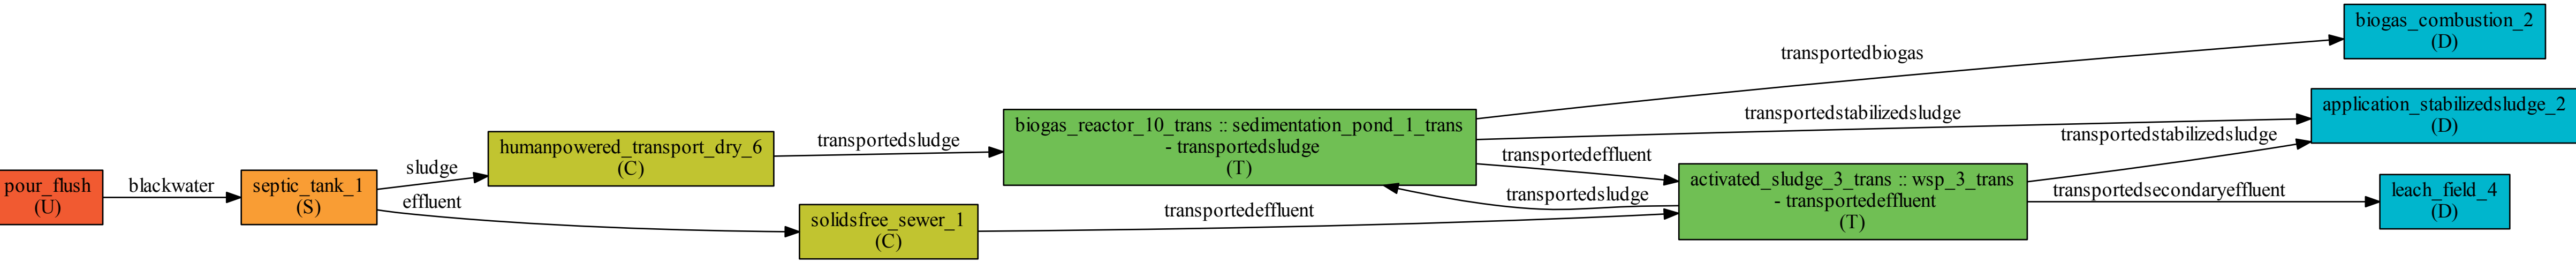 pour_flush
(U)
blackwater
septic_tank_1
(S)
sludge
effluent
humanpowered_transport_dry_6
(C)
solidsfree_sewer_1
(C)
transportedsludge
transportedeffluent
biogas_reactor_10_trans :: sedimentation_pond_1_trans
- transportedsludge
(T)
transportedbiogas
transportedstabilizedsludge
transportedeffluent
transportedsludge
activated_sludge_3_trans :: wsp_3_trans
- transportedeffluent
(T)
transportedstabilizedsludge
transportedsecondaryeffluent
biogas_combustion_2
(D)
application_stabilizedsludge_2
(D)
leach_field_4
(D)